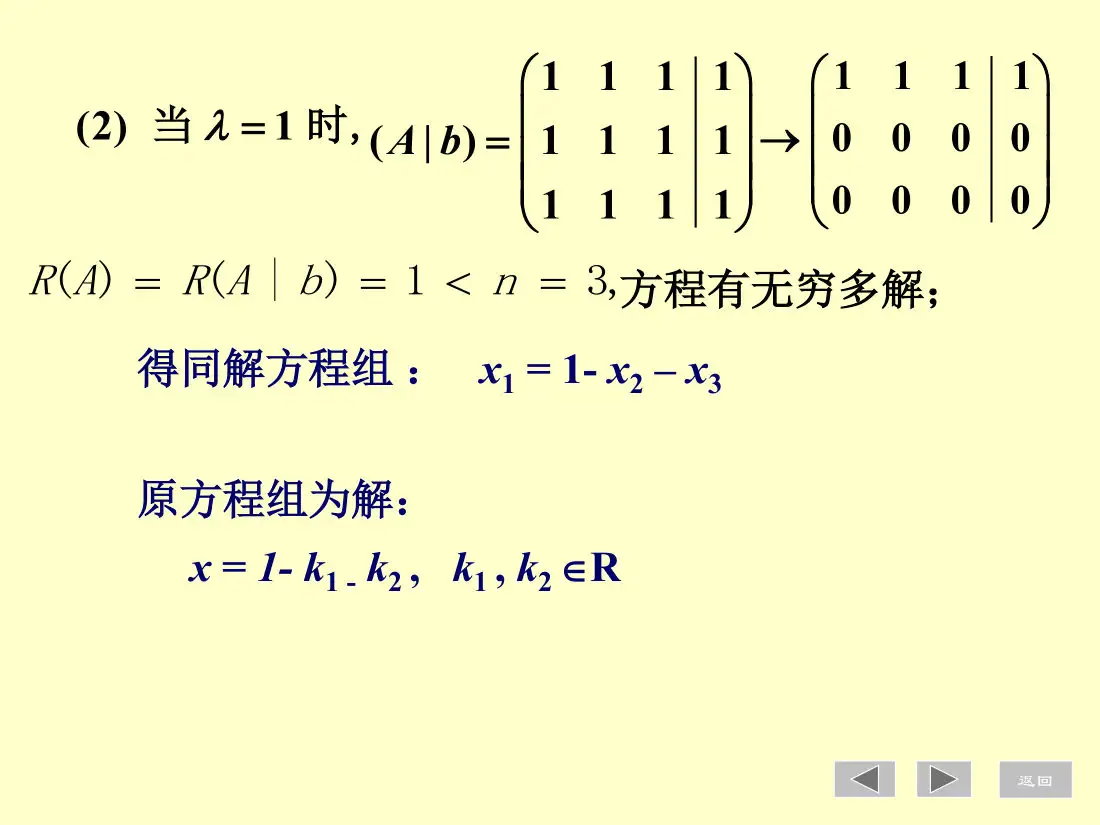 (2) 当 λ = 1 时, (A | b) = ( 1 1 1 | 1 ; 1 1 1 | 1 ; 1 1 1 | 1 ) → ( 1 1 1 | 1 ; 0 0 0 | 0 ; 0 0 0 | 0 )
R(A) = R(A | b) = 1 < n = 3,方程有无穷多解;
得同解方程组： x₁ = 1- x₂ – x₃
原方程组为解:
x = 1- k₁ - k₂ , k₁ , k₂ ∈R
返回